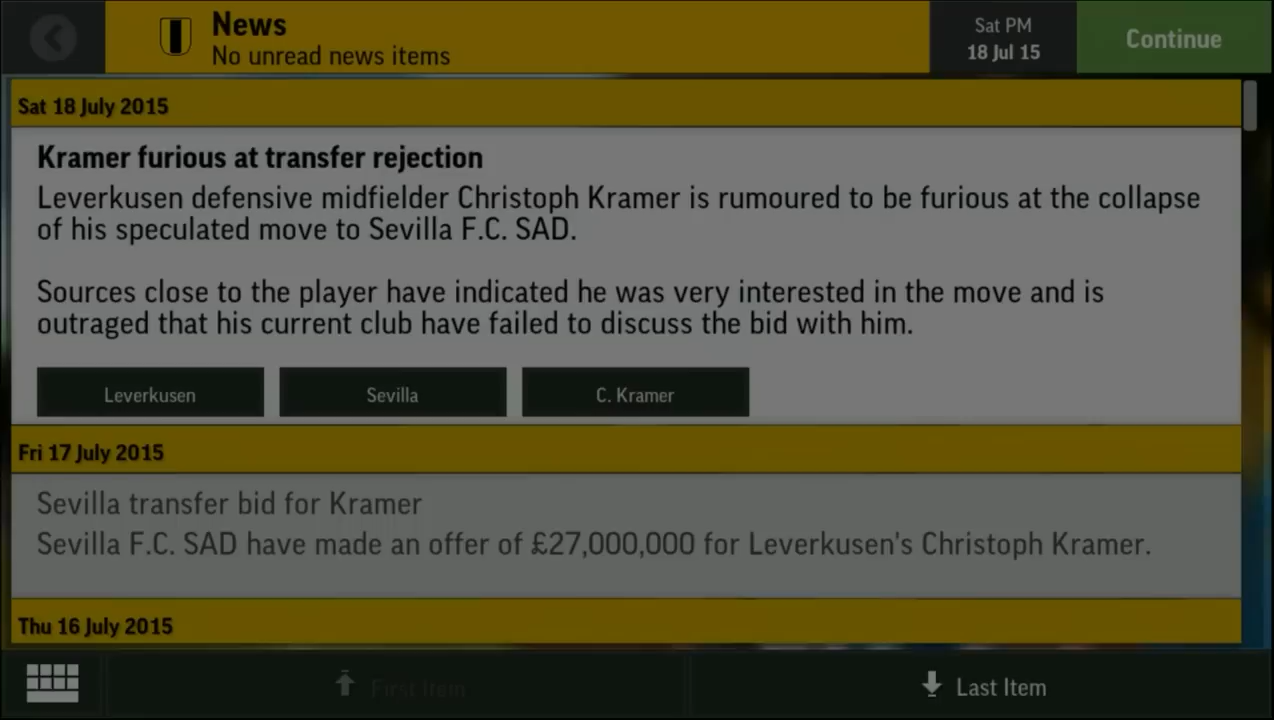 News
No unread news items
Sat PM
18 Jul 15
Continue
Sat 18 July 2015
Kramer furious at transfer rejection
Leverkusen defensive midfielder Christoph Kramer is rumoured to be furious at the collapse
of his speculated move to Sevilla F.C. SAD.
Sources close to the player have indicated he was very interested in the move and is
outraged that his current club have failed to discuss the bid with him.
Leverkusen
Sevilla
C. Kramer
Fri 17 July 2015
Sevilla transfer bid for Kramer
Sevilla F.C. SAD have made an offer of £27,000,000 for Leverkusen's Christoph Kramer.
Thu 16 July 2015
First Item
Last Item